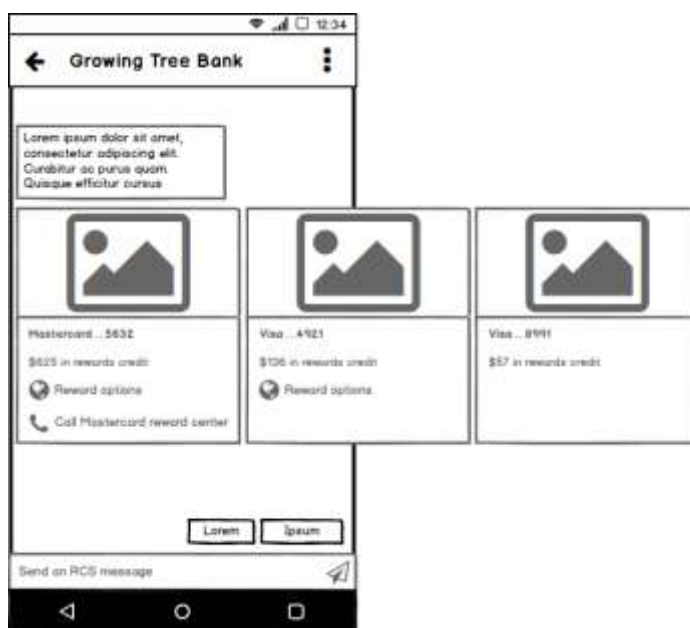 12:34
Growing Tree Bank
Lorem ipsum dolor sit amet,
consectetur adipiscing elit.
Curabitur ac purus quam.
Quisque efficitur cursus
Mastercard ...5632
$625 in rewards credit
Reward options
Call Mastercard reward center
Visa ...4921
$136 in rewards credit
Reward options
Visa ...8991
$57 in rewards credit
Lorem
Ipsum
Send an RCS message